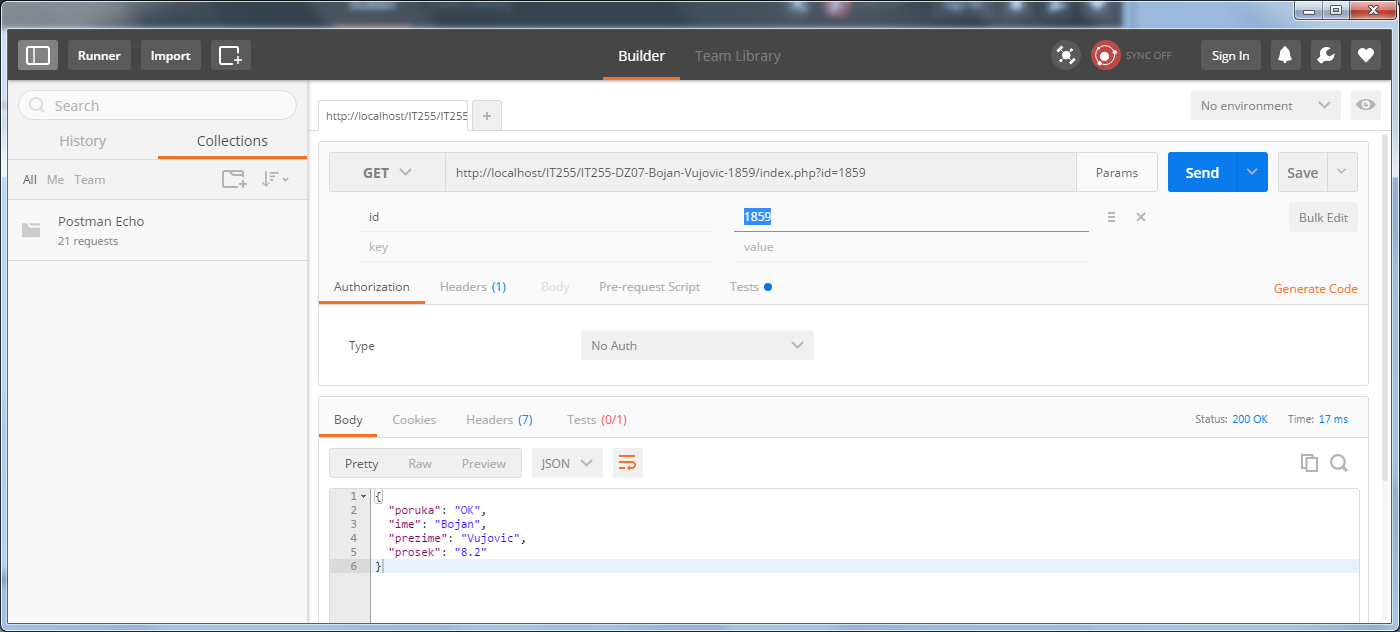 Runner Import Builder Team Library SYNC OFF Sign In
Search
History Collections
All Me Team
Postman Echo
21 requests
http://localhost/IT255/IT255 +
No environment
GET http://localhost/IT255/IT255-DZ07-Bojan-Vujovic-1859/index.php?id=1859 Params Send Save
id 1859 Bulk Edit
key value
Authorization Headers (1) Body Pre-request Script Tests Generate Code
Type No Auth
Body Cookies Headers (7) Tests (0/1) Status: 200 OK Time: 17 ms
Pretty Raw Preview JSON
1 {
2 "poruka": "OK",
3 "ime": "Bojan",
4 "prezime": "Vujovic",
5 "prosek": "8.2"
6 }